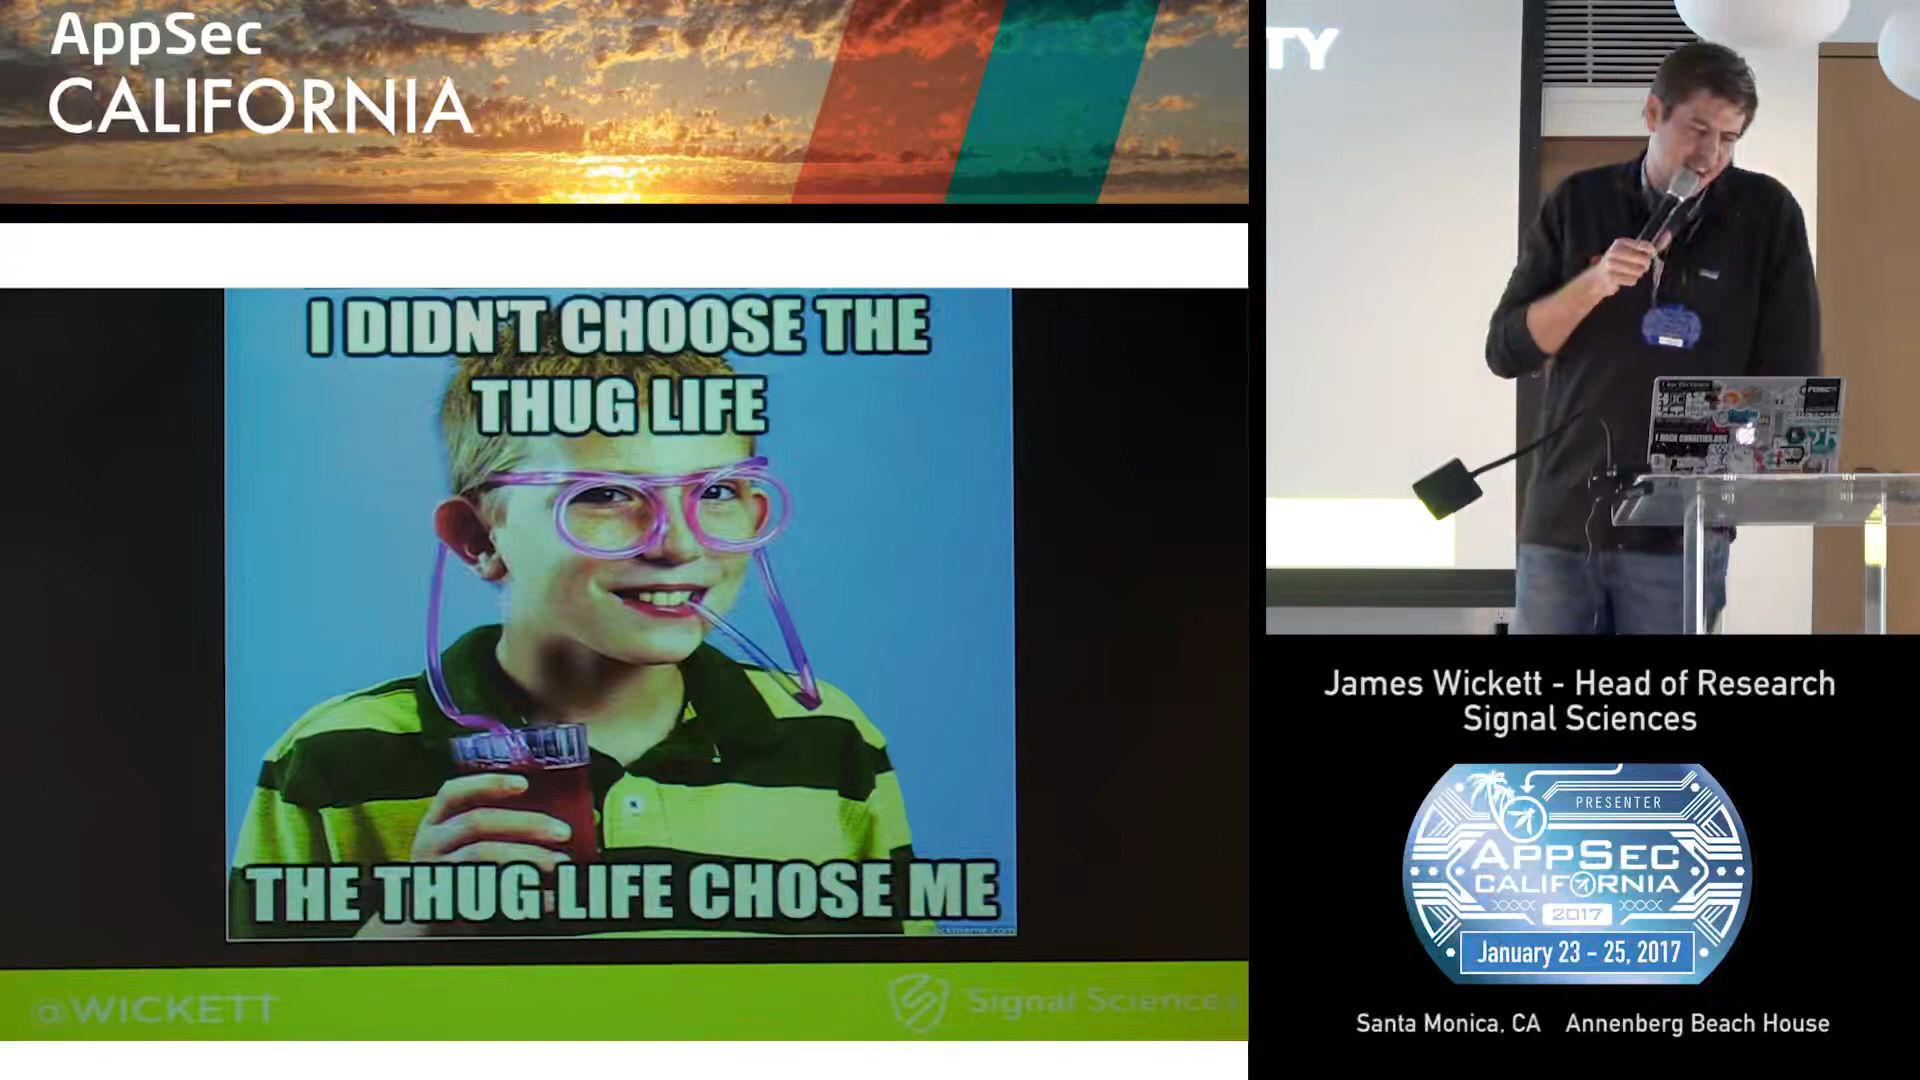 AppSec
CALIFORNIA
TY
I DIDN'T CHOOSE THE
THUG LIFE
THE THUG LIFE CHOSE ME
@WICKETT
Signal Sciences
James Wickett - Head of Research
Signal Sciences
PRESENTER
APPSEC
CALIFORNIA
2017
January 23 - 25, 2017
Santa Monica, CA Annenberg Beach House